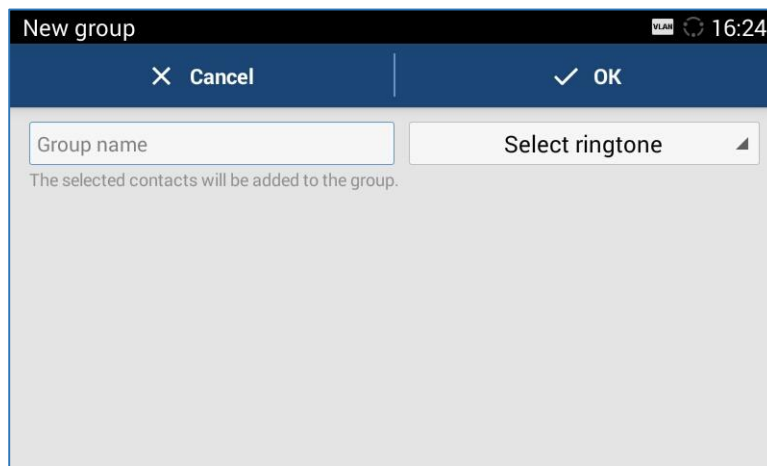 New group VLAN 16:24
Cancel OK
Group name Select ringtone
The selected contacts will be added to the group.